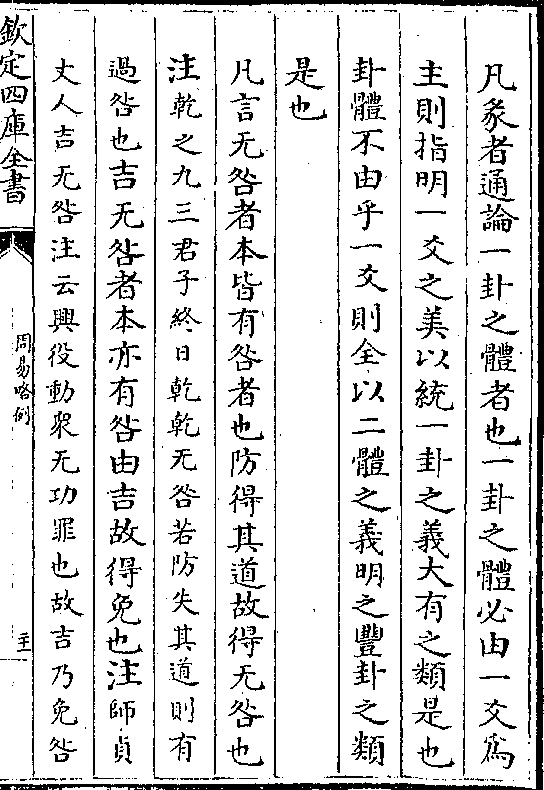 凡彖者通論一卦之體者也一卦之體必由一爻爲
主則指明一爻之美以統一卦之義大有之類是也
卦體不由乎一爻則全以二體之義明之豐卦之類
是也
凡言无咎者本皆有咎者也防得其道故得无咎也
注乾之九三君子終日乾乾无咎若防失其道則有
過咎也吉无咎者本亦有咎由吉故得免也注師貞
丈人吉无咎注云興役動衆无功罪也故吉乃免咎
欽定四庫全書
周易略例